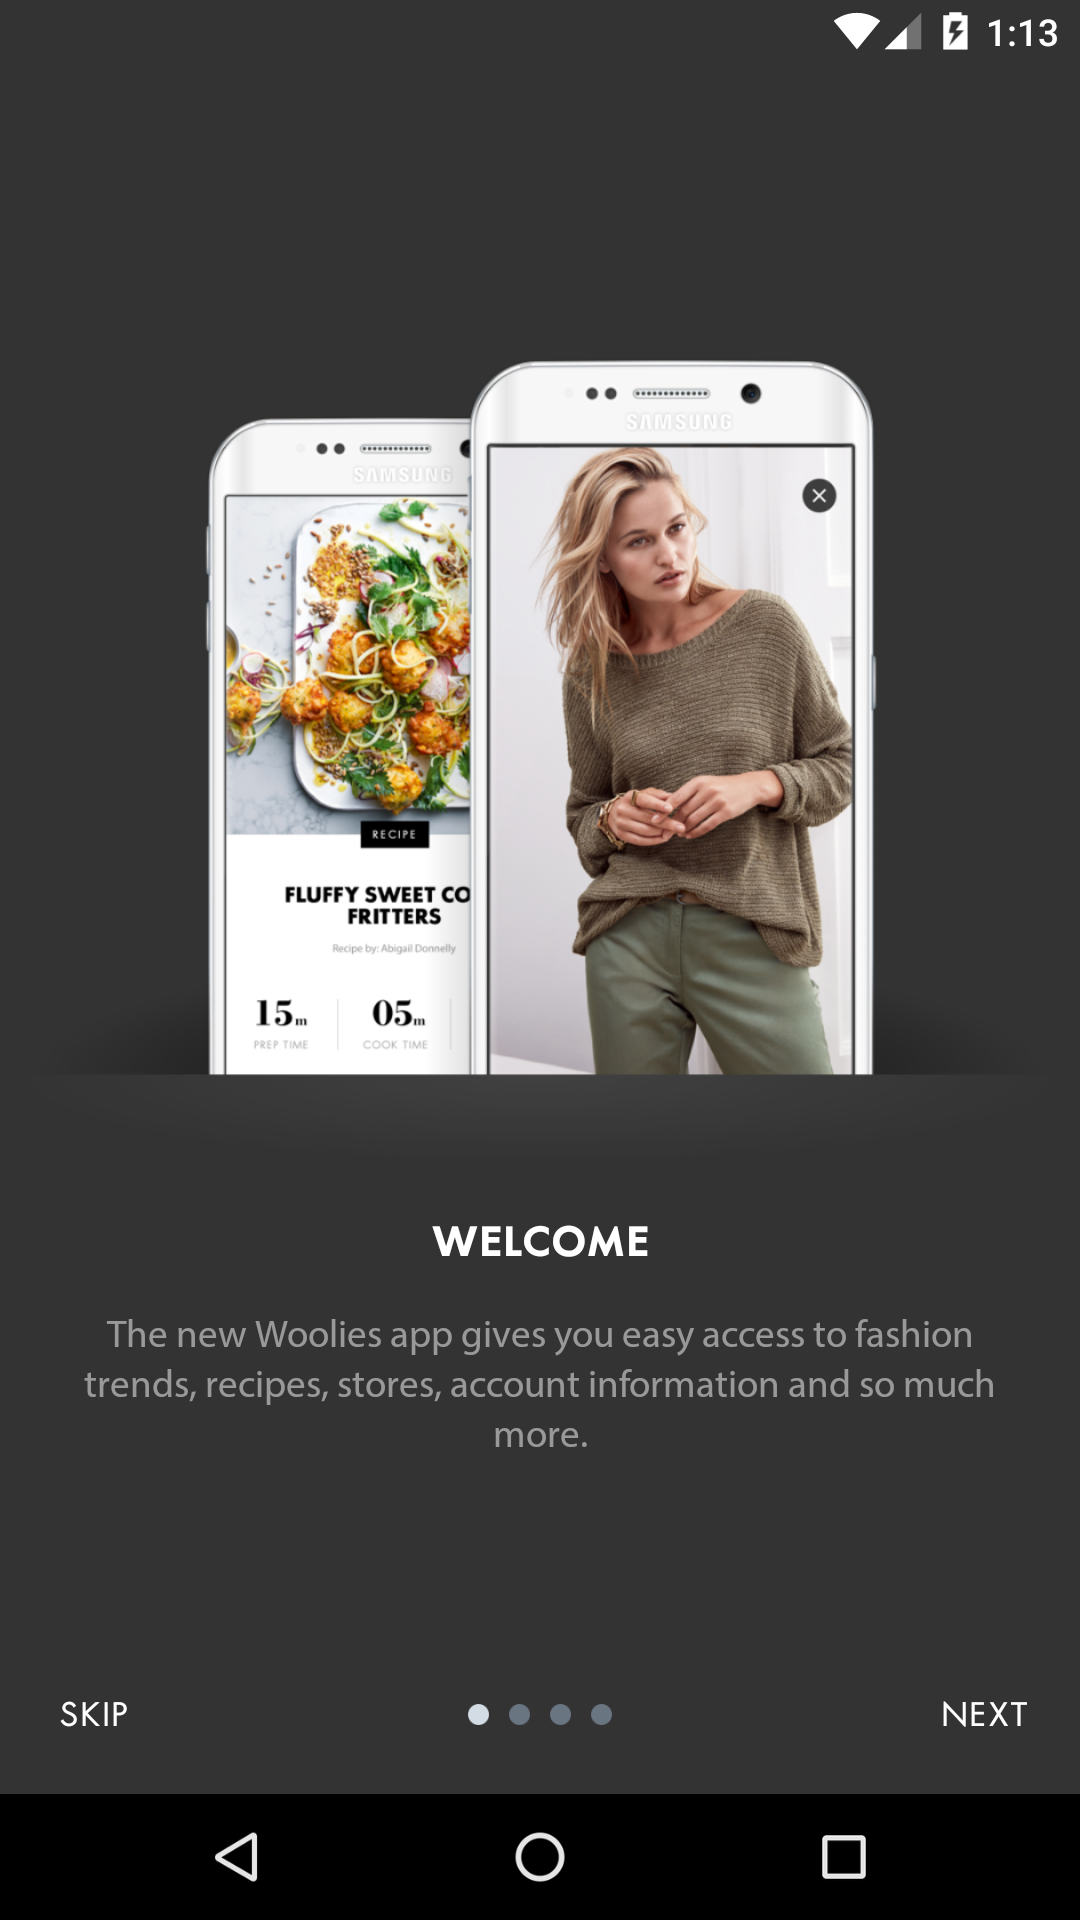 1:13
SAMSUNG
SAMSUNG
RECIPE
FLUFFY SWEET CO
FRITTERS
Recipe by: Abigail Donnelly
15m
05m
PREP TIME
COOK TIME
WELCOME
The new Woolies app gives you easy access to fashion
trends, recipes, stores, account information and so much
more.
SKIP
NEXT